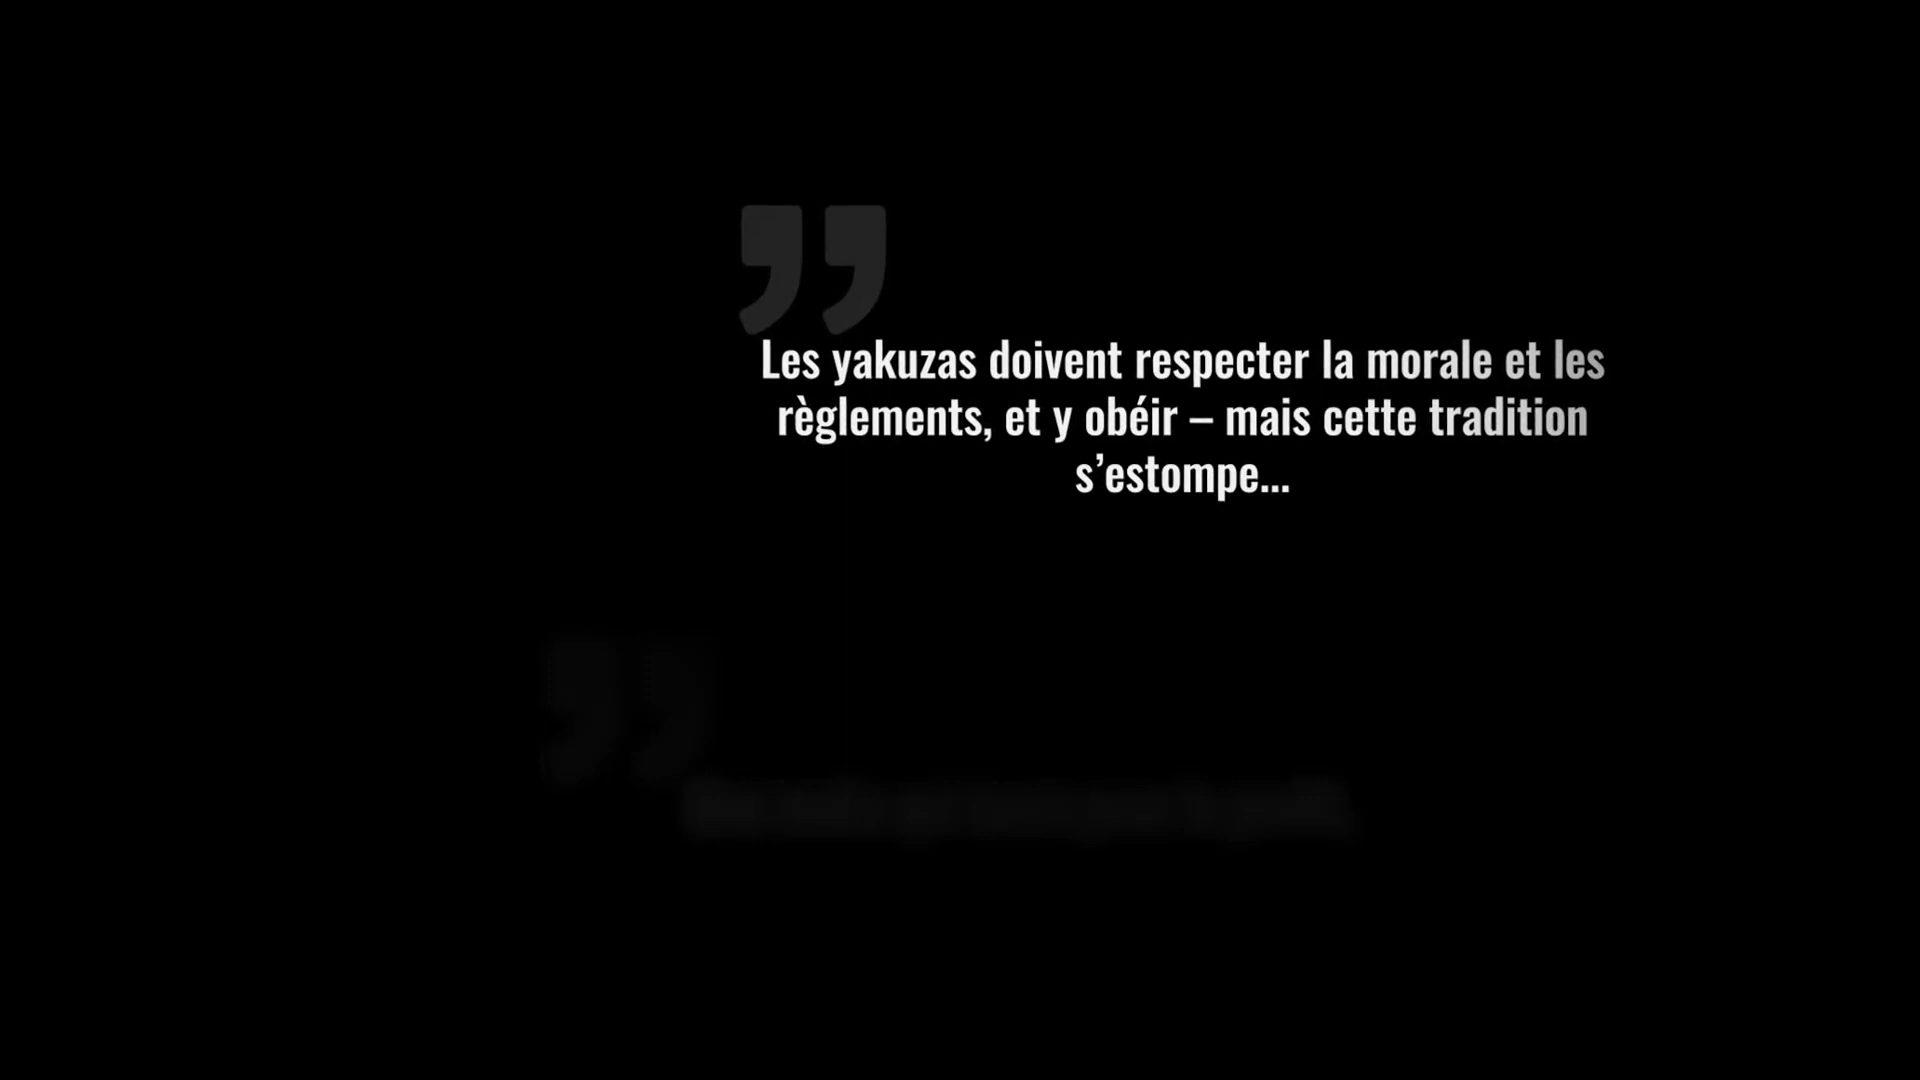 Les yakuzas doivent respecter la morale et les
règlements, et y obéir – mais cette tradition
s’estompe...